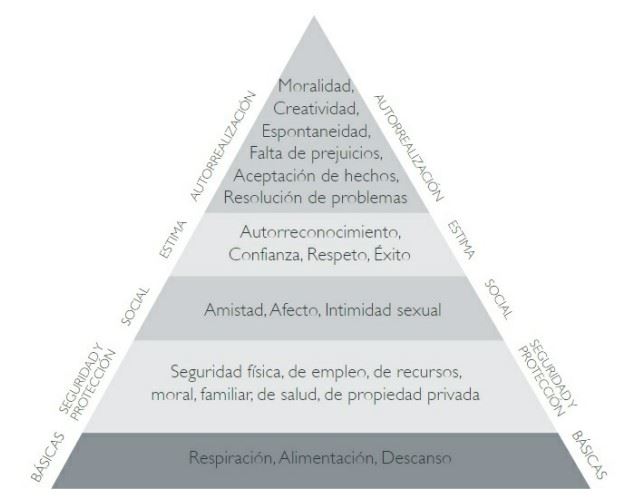 AUTORREALIZACIÓN
Moralidad,
Creatividad,
Espontaneidad,
Falta de prejuicios,
Aceptación de hechos,
Resolución de problemas
AUTORREALIZACIÓN
ESTIMA
Autorreconocimiento,
Confianza, Respeto, Éxito
ESTIMA
SOCIAL
Amistad, Afecto, Intimidad sexual
SOCIAL
SEGURIDAD Y
PROTECCIÓN
Seguridad física, de empleo, de recursos,
moral, familiar, de salud, de propiedad privada
SEGURIDAD Y
PROTECCIÓN
BÁSICAS
Respiración, Alimentación, Descanso
BÁSICAS